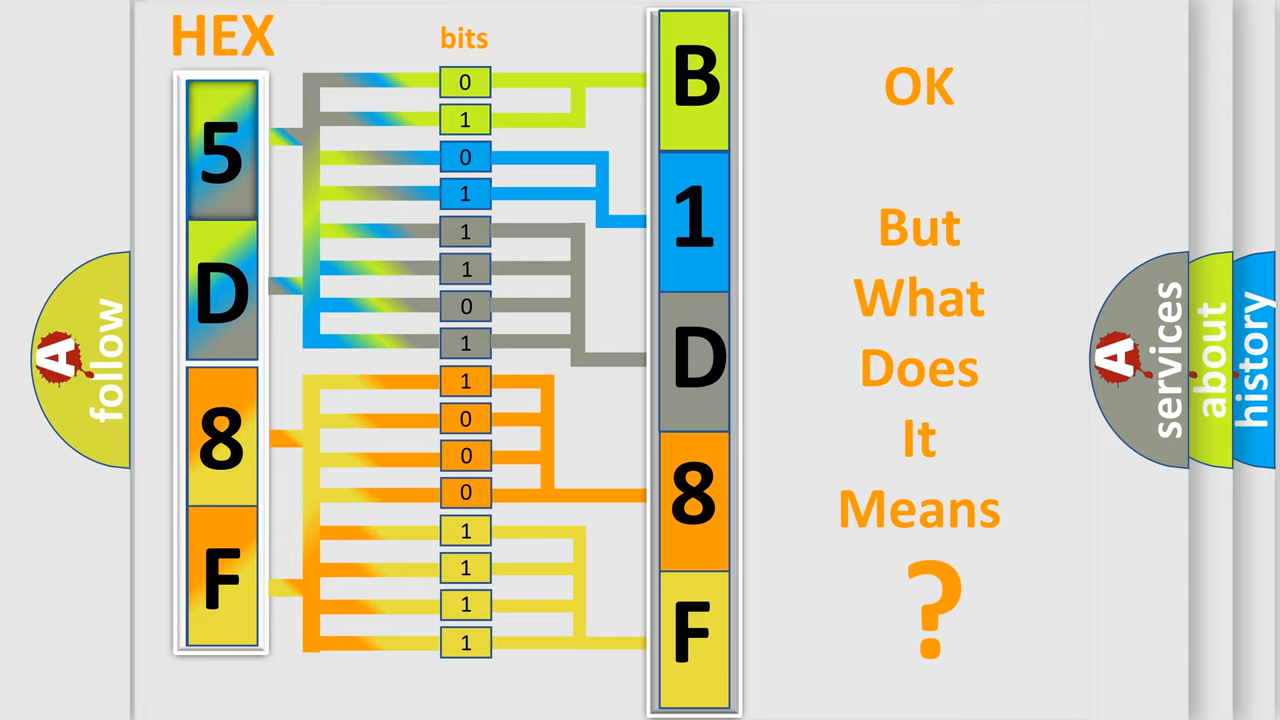 HEX
bits
5
D
8
F
0
1
0
1
1
1
0
1
1
0
0
0
1
1
1
1
B
1
D
8
F
OK
But
What
Does
It
Means
?
A
follow
A
services
about
history